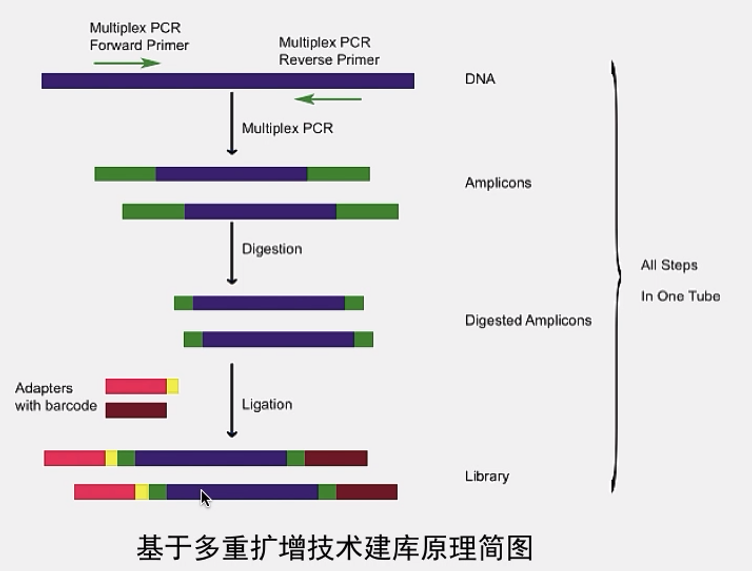 Multiplex PCR
Forward Primer
Multiplex PCR
Reverse Primer
DNA
Multiplex PCR
Amplicons
Digestion
Digested Amplicons
Adapters
with barcode
Ligation
Library
All Steps
In One Tube
基于多重扩增技术建库原理简图